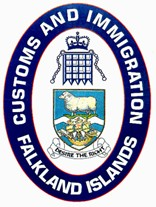 CUSTOMS AND IMMIGRATION
DESIRE THE RIGHT
FALKLAND ISLANDS